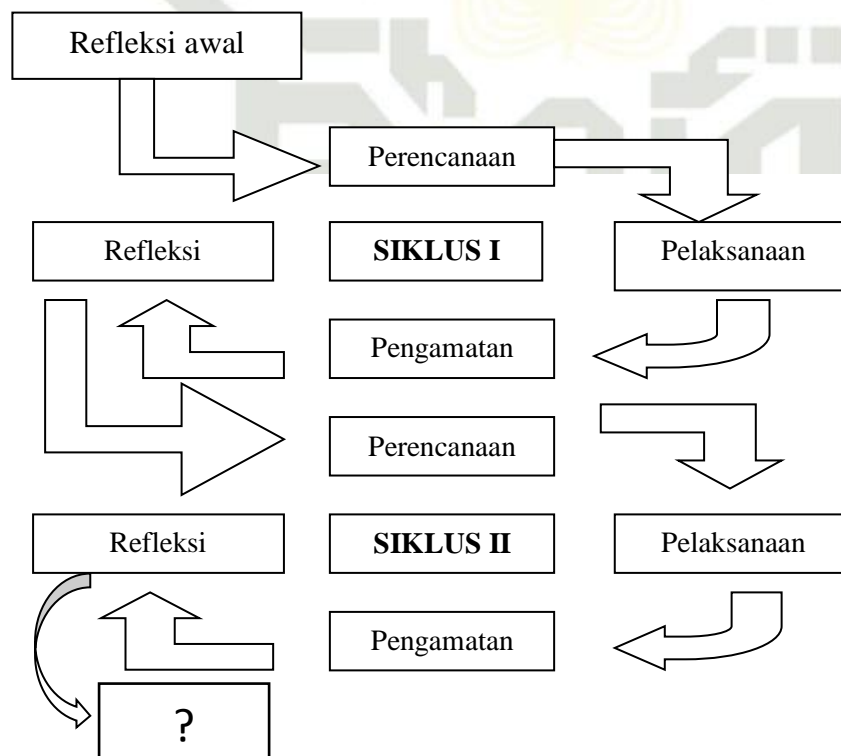 Refleksi awal
Perencanaan
Refleksi
SIKLUS I
Pelaksanaan
Pengamatan
Perencanaan
Refleksi
SIKLUS II
Pelaksanaan
Pengamatan
?